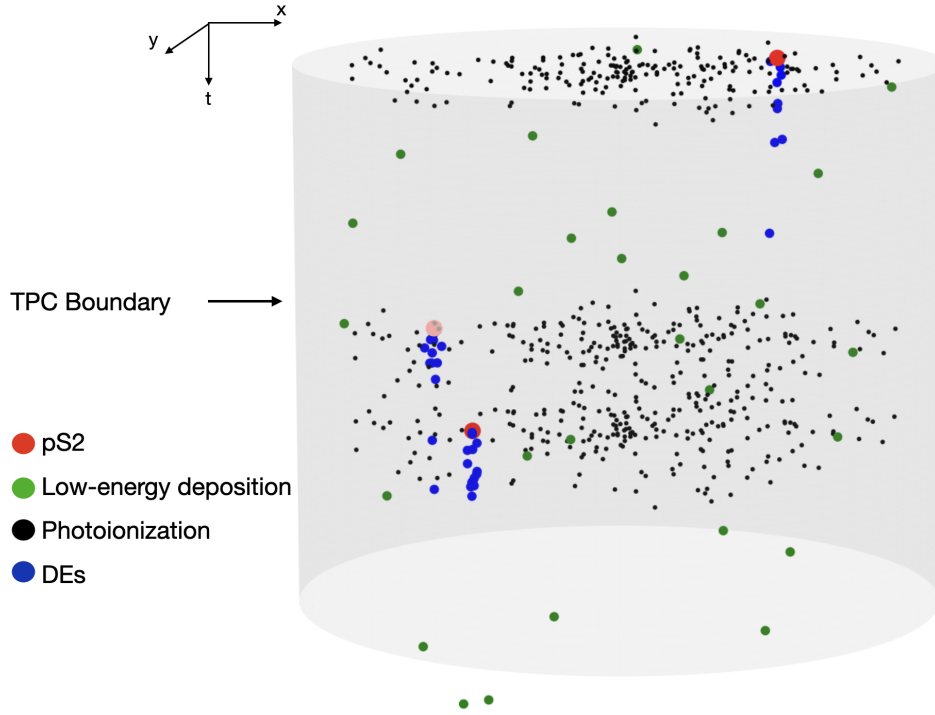 x
y
t
TPC Boundary
pS2
Low-energy deposition
Photoionization
DEs